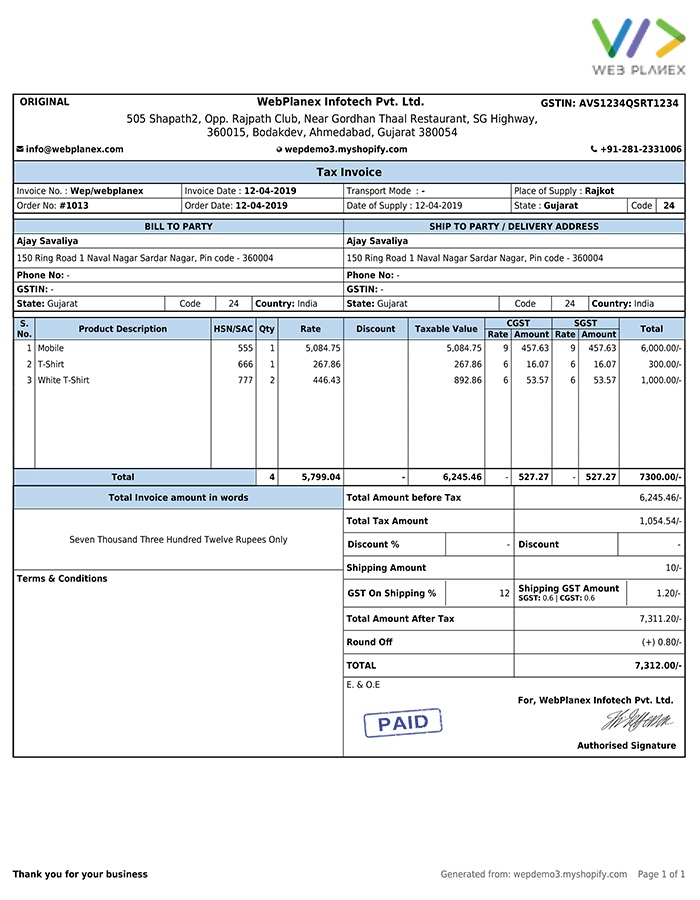 WEB PLANEX
ORIGINAL WebPlanex Infotech Pvt. Ltd. GSTIN: AVS1234QSRT1234
505 Shapath2, Opp. Rajpath Club, Near Gordhan Thaal Restaurant, SG Highway,
360015, Bodakdev, Ahmedabad, Gujarat 380054
info@webplanex.com wepdemo3.myshopify.com +91-281-2331006
Tax Invoice
Invoice No. : Wep/webplanex Invoice Date : 12-04-2019 Transport Mode : - Place of Supply : Rajkot
Order No: #1013 Order Date: 12-04-2019 Date of Supply : 12-04-2019 State : Gujarat Code 24
BILL TO PARTY SHIP TO PARTY / DELIVERY ADDRESS
Ajay Savaliya Ajay Savaliya
150 Ring Road 1 Naval Nagar Sardar Nagar, Pin code - 360004 150 Ring Road 1 Naval Nagar Sardar Nagar, Pin code - 360004
Phone No: - Phone No: -
GSTIN: - GSTIN: -
State: Gujarat Code 24 Country: India State: Gujarat Code 24 Country: India
S. No. Product Description HSN/SAC Qty Rate Discount Taxable Value CGST SGST Total
Rate Amount Rate Amount
1 Mobile 555 1 5,084.75 5,084.75 9 457.63 9 457.63 6,000.00/-
2 T-Shirt 666 1 267.86 267.86 6 16.07 6 16.07 300.00/-
3 White T-Shirt 777 2 446.43 892.86 6 53.57 6 53.57 1,000.00/-
Total 4 5,799.04 - 6,245.46 - 527.27 - 527.27 7300.00/-
Total Invoice amount in words Total Amount before Tax 6,245.46/-
Total Tax Amount 1,054.54/-
Seven Thousand Three Hundred Twelve Rupees Only
Discount % - Discount -
Shipping Amount 10/-
Terms & Conditions
GST On Shipping % 12 Shipping GST Amount 1.20/-
SGST: 0.6 | CGST: 0.6
Total Amount After Tax 7,311.20/-
Round Off (+) 0.80/-
TOTAL 7,312.00/-
E. & O.E
For, WebPlanex Infotech Pvt. Ltd.
PAID
Authorised Signature
Thank you for your business Generated from: wepdemo3.myshopify.com Page 1 of 1